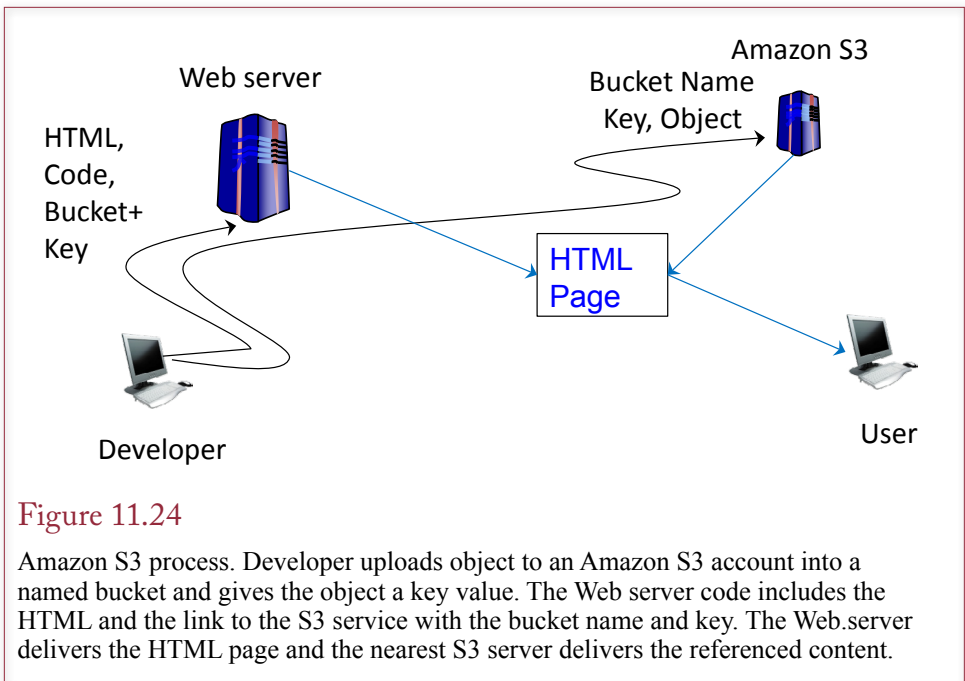 Amazon S3
Web server
Bucket Name
Key, Object
HTML,
Code,
Bucket+
Key
HTML
Page
Developer
User
Figure 11.24
Amazon S3 process. Developer uploads object to an Amazon S3 account into a
named bucket and gives the object a key value. The Web server code includes the
HTML and the link to the S3 service with the bucket name and key. The Web.server
delivers the HTML page and the nearest S3 server delivers the referenced content.